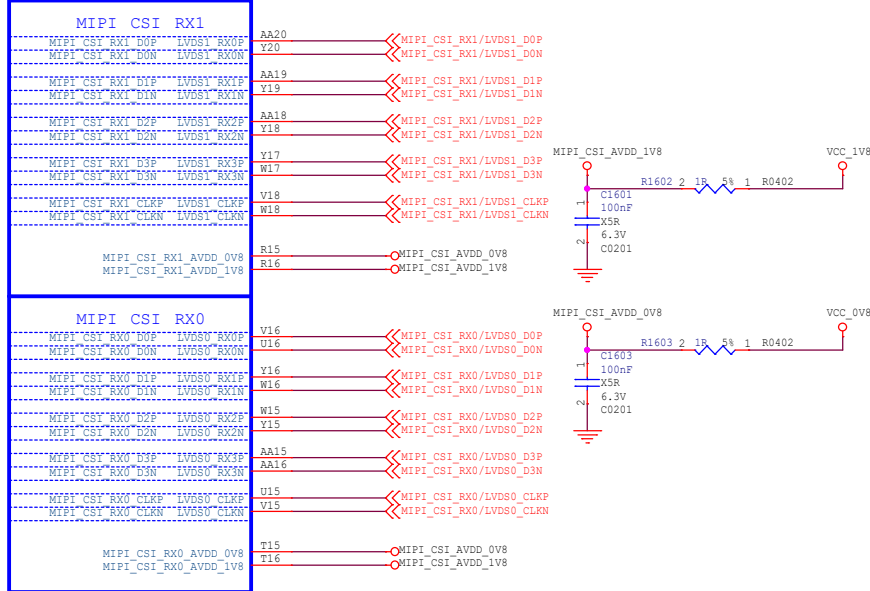 MIPI CSI RX1
MIPI_CSI_RX1_D0P LVDS1_RX0P AA20 MIPI_CSI_RX1/LVDS1_D0P
MIPI_CSI_RX1_D0N LVDS1_RX0N Y20 MIPI_CSI_RX1/LVDS1_D0N
MIPI_CSI_RX1_D1P LVDS1_RX1P AA19 MIPI_CSI_RX1/LVDS1_D1P
MIPI_CSI_RX1_D1N LVDS1_RX1N Y19 MIPI_CSI_RX1/LVDS1_D1N
MIPI_CSI_RX1_D2P LVDS1_RX2P AA18 MIPI_CSI_RX1/LVDS1_D2P
MIPI_CSI_RX1_D2N LVDS1_RX2N Y18 MIPI_CSI_RX1/LVDS1_D2N
MIPI_CSI_RX1_D3P LVDS1_RX3P Y17 MIPI_CSI_RX1/LVDS1_D3P
MIPI_CSI_RX1_D3N LVDS1_RX3N W17 MIPI_CSI_RX1/LVDS1_D3N
MIPI_CSI_RX1_CLKP LVDS1_CLKP V18 MIPI_CSI_RX1/LVDS1_CLKP
MIPI_CSI_RX1_CLKN LVDS1_CLKN W18 MIPI_CSI_RX1/LVDS1_CLKN
MIPI_CSI_RX1_AVDD_0V8 R15 MIPI_CSI_AVDD_0V8
MIPI_CSI_RX1_AVDD_1V8 R16 MIPI_CSI_AVDD_1V8
MIPI_CSI_AVDD_1V8 VCC_1V8
R1602 2 1R 5% 1 R0402
1 C1601
100nF
X5R
2 6.3V
C0201
MIPI CSI RX0
MIPI_CSI_RX0_D0P LVDS0_RX0P V16 MIPI_CSI_RX0/LVDS0_D0P
MIPI_CSI_RX0_D0N LVDS0_RX0N U16 MIPI_CSI_RX0/LVDS0_D0N
MIPI_CSI_RX0_D1P LVDS0_RX1P Y16 MIPI_CSI_RX0/LVDS0_D1P
MIPI_CSI_RX0_D1N LVDS0_RX1N W16 MIPI_CSI_RX0/LVDS0_D1N
MIPI_CSI_RX0_D2P LVDS0_RX2P W15 MIPI_CSI_RX0/LVDS0_D2P
MIPI_CSI_RX0_D2N LVDS0_RX2N Y15 MIPI_CSI_RX0/LVDS0_D2N
MIPI_CSI_RX0_D3P LVDS0_RX3P AA15 MIPI_CSI_RX0/LVDS0_D3P
MIPI_CSI_RX0_D3N LVDS0_RX3N AA16 MIPI_CSI_RX0/LVDS0_D3N
MIPI_CSI_RX0_CLKP LVDS0_CLKP U15 MIPI_CSI_RX0/LVDS0_CLKP
MIPI_CSI_RX0_CLKN LVDS0_CLKN V15 MIPI_CSI_RX0/LVDS0_CLKN
MIPI_CSI_RX0_AVDD_0V8 T15 MIPI_CSI_AVDD_0V8
MIPI_CSI_RX0_AVDD_1V8 T16 MIPI_CSI_AVDD_1V8
MIPI_CSI_AVDD_0V8 VCC_0V8
R1603 2 1R 5% 1 R0402
1 C1603
100nF
X5R
2 6.3V
C0201